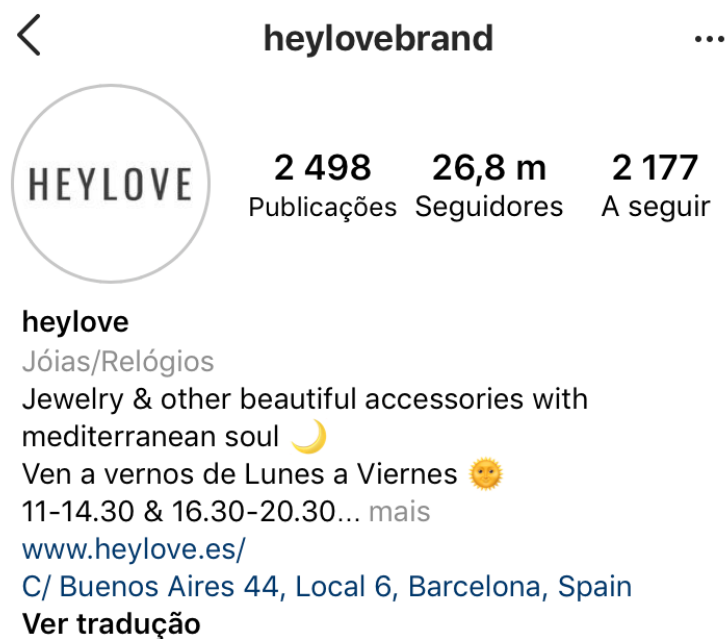 heylovebrand
HEYLOVE
2 498 26,8 m 2 177
Publicações Seguidores A seguir
heylove
Jóias/Relógios
Jewelry & other beautiful accessories with
mediterranean soul 🌙
Ven a vernos de Lunes a Viernes 🌞
11-14.30 & 16.30-20.30... mais
www.heylove.es/
C/ Buenos Aires 44, Local 6, Barcelona, Spain
Ver tradução